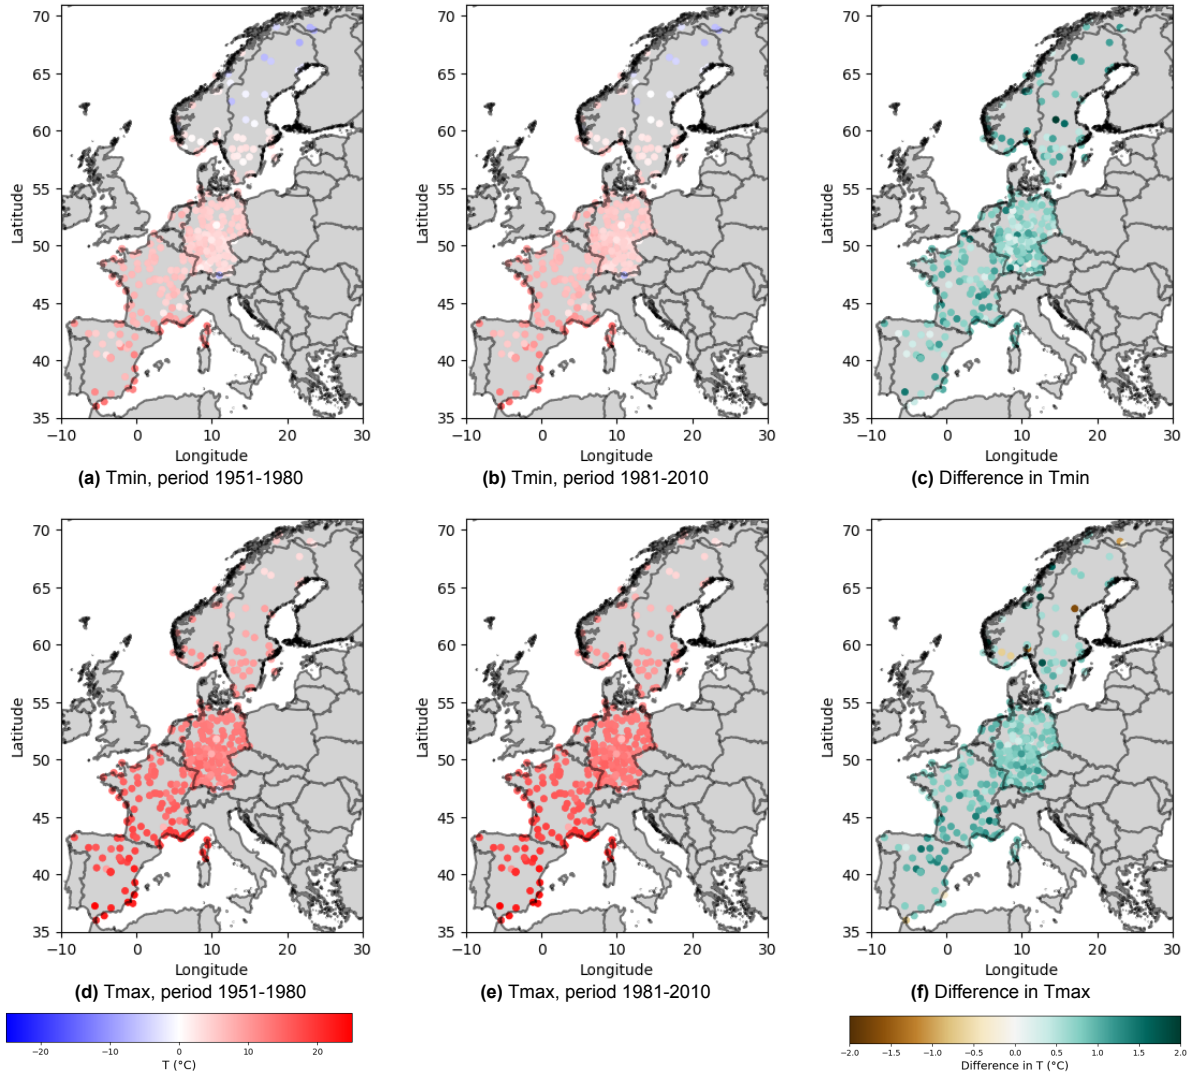 70
65
60
55
50
45
40
35
Latitude
−10 0 10 20 30
Longitude
(a) Tmin, period 1951-1980
70
65
60
55
50
45
40
35
Latitude
−10 0 10 20 30
Longitude
(b) Tmin, period 1981-2010
70
65
60
55
50
45
40
35
Latitude
−10 0 10 20 30
Longitude
(c) Difference in Tmin
70
65
60
55
50
45
40
35
Latitude
−10 0 10 20 30
Longitude
(d) Tmax, period 1951-1980
70
65
60
55
50
45
40
35
Latitude
−10 0 10 20 30
Longitude
(e) Tmax, period 1981-2010
70
65
60
55
50
45
40
35
Latitude
−10 0 10 20 30
Longitude
(f) Difference in Tmax
−20 −10 0 10 20
T (°C)
−2.0 −1.5 −1.0 −0.5 0.0 0.5 1.0 1.5 2.0
Difference in T (°C)